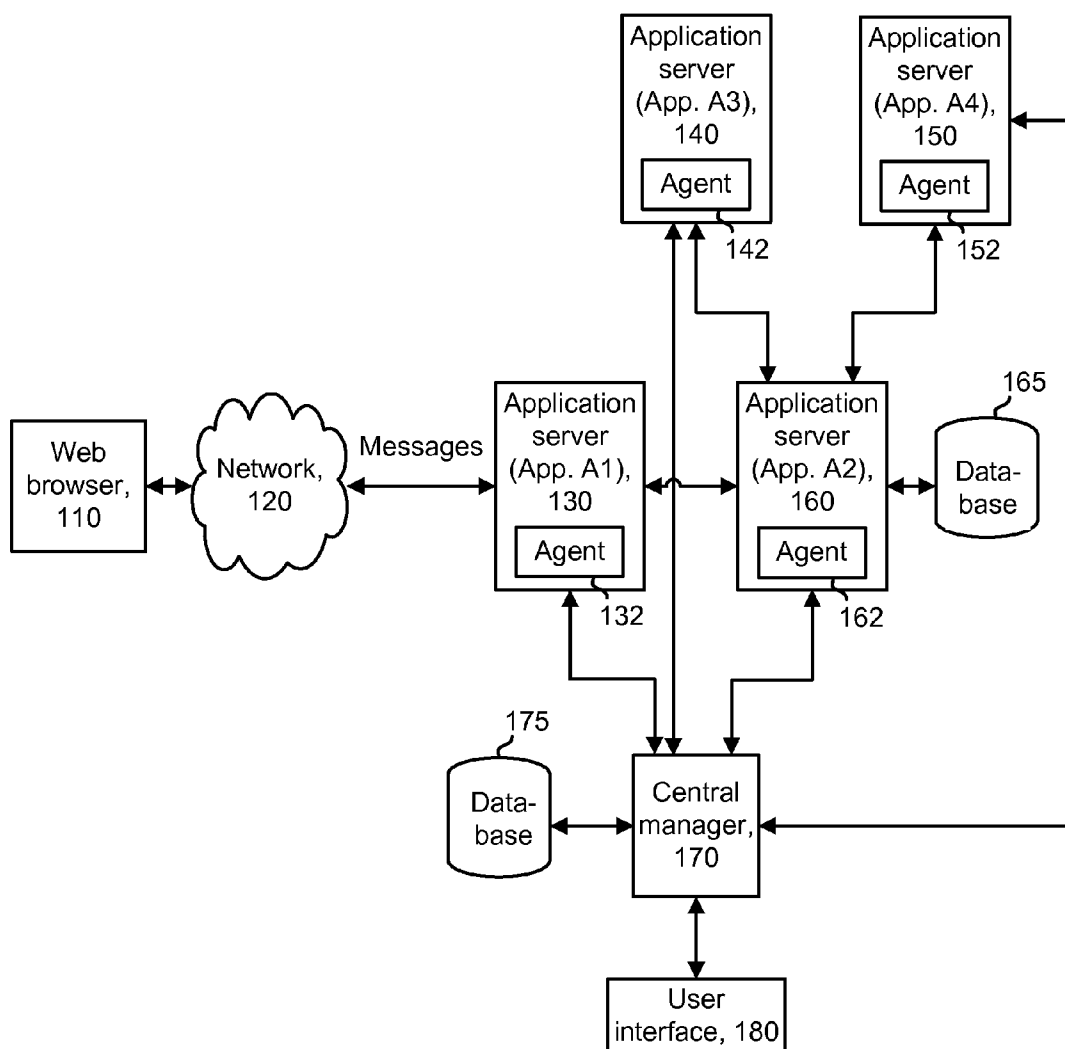 Application
server
(App. A3),
140
Agent
142
Application
server
(App. A4),
150
Agent
152
Web
browser,
110
Network,
120
Messages
Application
server
(App. A1),
130
Agent
132
Application
server
(App. A2),
160
Agent
162
165
Data-
base
175
Data-
base
Central
manager,
170
User
interface, 180